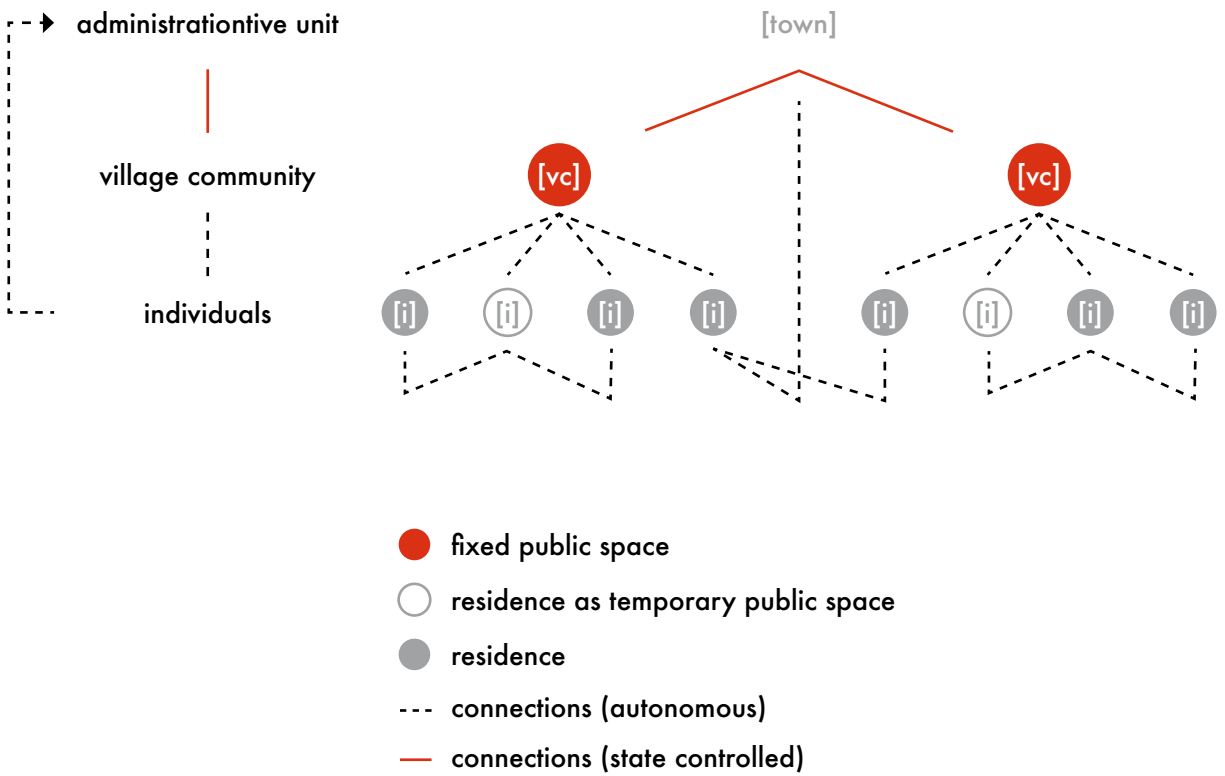 administrationtive unit
[town]
village community
[vc]
[vc]
individuals
[i]
[i]
[i]
[i]
[i]
[i]
[i]
[i]
fixed public space
residence as temporary public space
residence
connections (autonomous)
connections (state controlled)